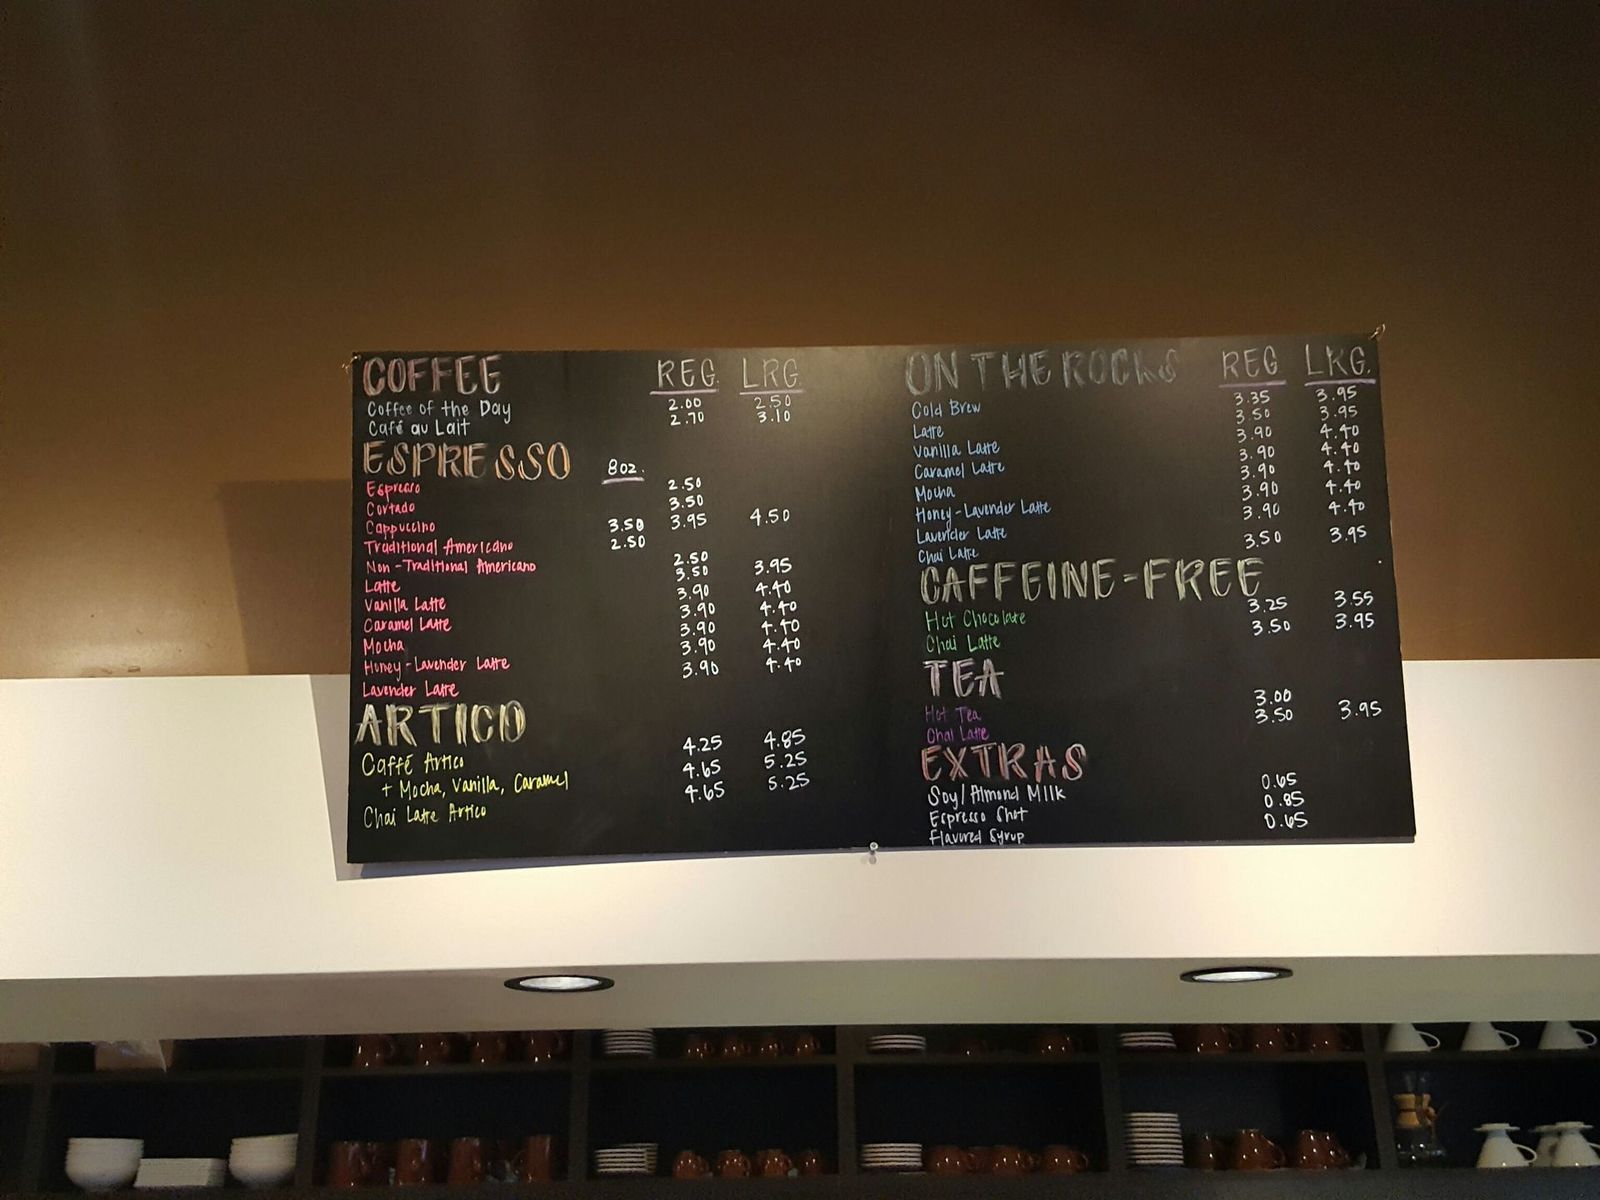 COFFEE REG. LRG.
Coffee of the Day 2.00 2.50
Café au Lait 2.70 3.10
ESPRESSO 8oz.
Espresso 2.50
Cortado 3.50
Cappuccino 3.50 3.95 4.50
Traditional Americano 2.50
Non-Traditional Americano 2.50
Latte 3.50 3.95
Vanilla Latte 3.90 4.40
Caramel Latte 3.90 4.40
Mocha 3.90 4.40
Honey-Lavender Latte 3.90 4.40
Lavender Latte 3.90 4.40
ARTICO
Caffé Artico 4.25 4.85
+ Mocha, Vanilla, Caramel 4.65 5.25
Chai Latte Artico 4.65 5.25
ON THE ROCKS REG LRG.
Cold Brew 3.35 3.95
Latte 3.50 3.95
Vanilla Latte 3.90 4.40
Caramel Latte 3.90 4.40
Mocha 3.90 4.40
Honey-Lavender Latte 3.90 4.40
Lavender Latte 3.90 4.40
Chai Latte 3.50 3.95
CAFFEINE-FREE
Hot Chocolate 3.25 3.55
Chai Latte 3.50 3.95
TEA
Hot Tea 3.00
Chai Latte 3.50 3.95
EXTRAS
Soy/Almond Milk 0.65
Espresso Shot 0.85
Flavored Syrup 0.65